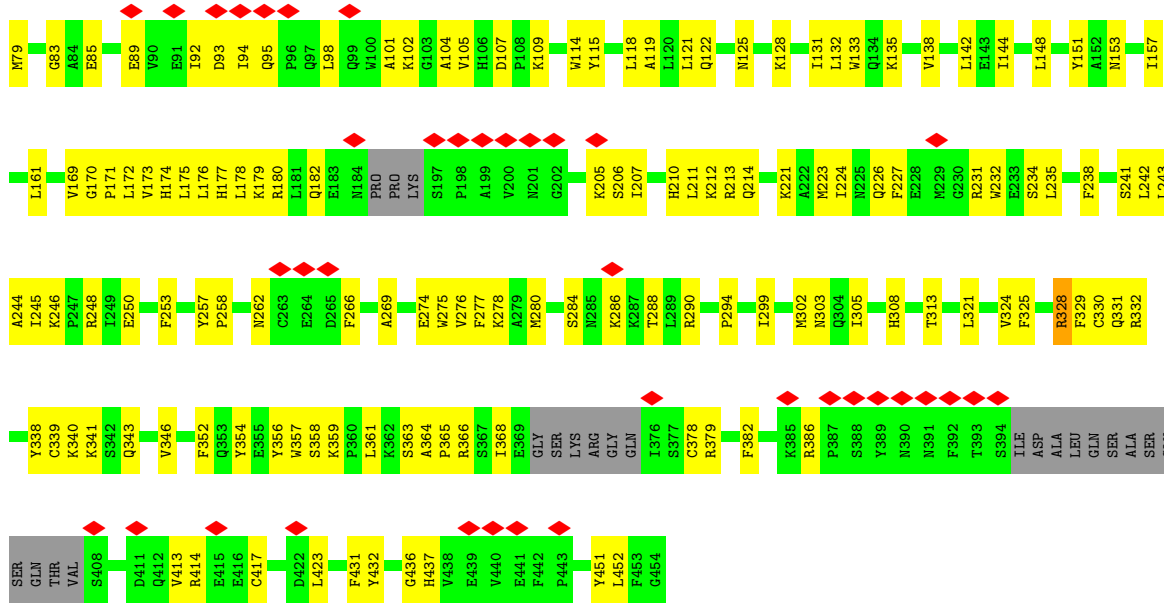 M79 G83 A84 E85 E89 V90 E91 I92 D93 I94 Q95 P96 Q97 L98 Q99 W100 A101 K102 G103 A104 V105 H106 D107 P108 K109 W114 Y115 L118 A119 L120 L121 Q122 N125 K128 I131 L132 W133 Q134 K135 V138 L142 E143 I144 L148 Y151 A152 N153 I157
L161 V169 G170 P171 L172 V173 H174 L175 L176 H177 L178 K179 R180 L181 Q182 E183 N184 PRO PRO LYS S197 P198 A199 V200 N201 G202 K205 S206 I207 H210 L211 K212 R213 Q214 K221 A222 M223 I224 N225 Q226 F227 E228 M229 G230 R231 W232 E233 S234 L235 F238 S241 L242 L243
A244 I245 K246 P247 R248 I249 E250 F253 Y257 P258 N262 C263 E264 D265 F266 A269 E274 W275 V276 F277 K278 A279 M280 S284 N285 K286 K287 T288 L289 R290 P294 I299 M302 N303 Q304 I305 H308 T313 L321 V324 F325 R328 F329 C330 Q331 R332
Y338 C339 K340 K341 S342 Q343 V346 F352 Q353 Y354 E355 Y356 W357 S358 K359 P360 L361 K362 S363 A364 P365 R366 S367 I368 E369 GLY SER LYS ARG GLY GLN I376 S377 C378 R379 F382 K385 R386 P387 S388 Y389 N390 N391 F392 T393 S394 ILE ASP ALA LEU GLN SER ALA SER
SER GLN THR VAL S408 D411 Q412 V413 R414 E415 E416 C417 D422 L423 F431 Y432 G436 H437 V438 E439 V440 E441 F442 P443 Y451 L452 F453 G454